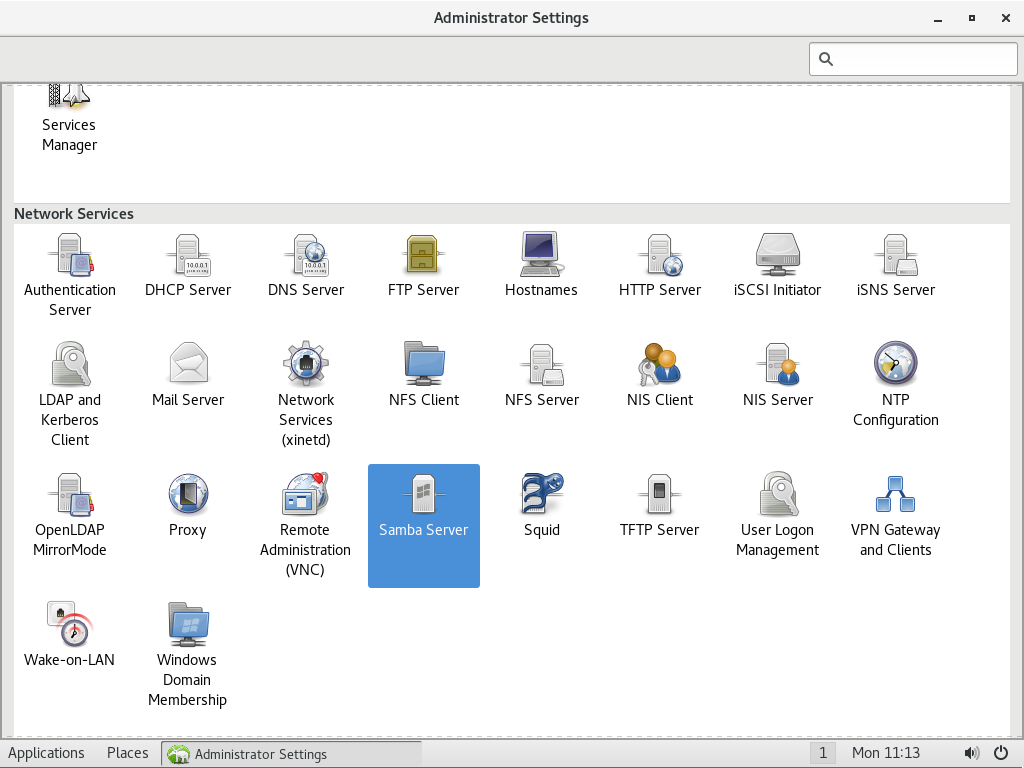 Administrator Settings
Services
Manager
Network Services
Authentication
Server
DHCP Server
DNS Server
FTP Server
Hostnames
HTTP Server
iSCSI Initiator
iSNS Server
LDAP and
Kerberos
Client
Mail Server
Network
Services
(xinetd)
NFS Client
NFS Server
NIS Client
NIS Server
NTP
Configuration
OpenLDAP
MirrorMode
Proxy
Remote
Administration
(VNC)
Samba Server
Squid
TFTP Server
User Logon
Management
VPN Gateway
and Clients
Wake-on-LAN
Windows
Domain
Membership
Applications Places Administrator Settings 1 Mon 11:13